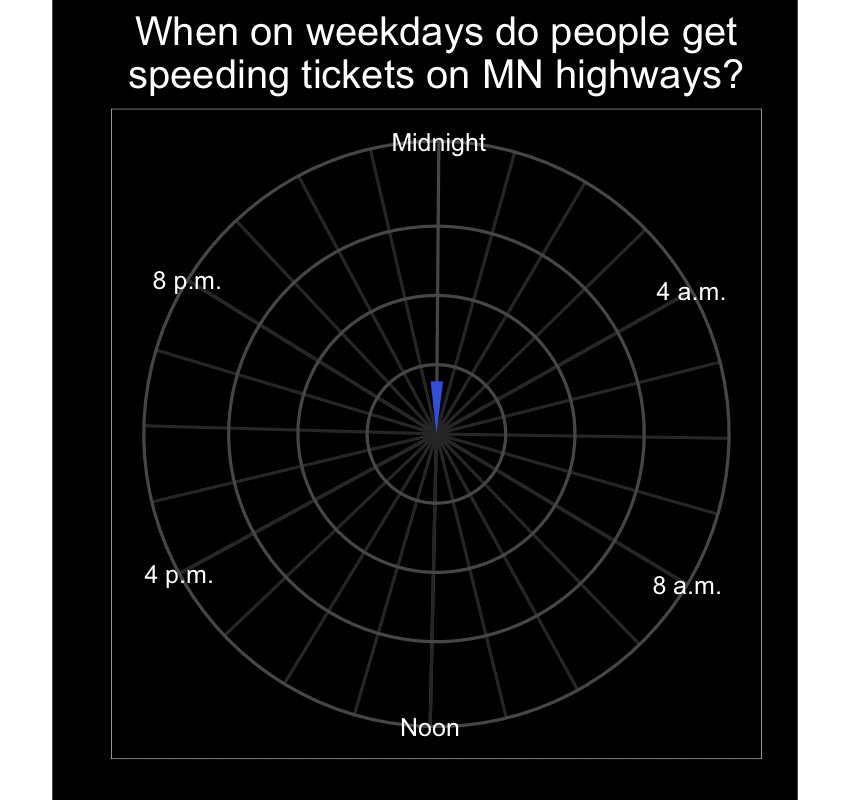 When on weekdays do people get
speeding tickets on MN highways?
Midnight
8 p.m.
4 a.m.
4 p.m.
8 a.m.
Noon